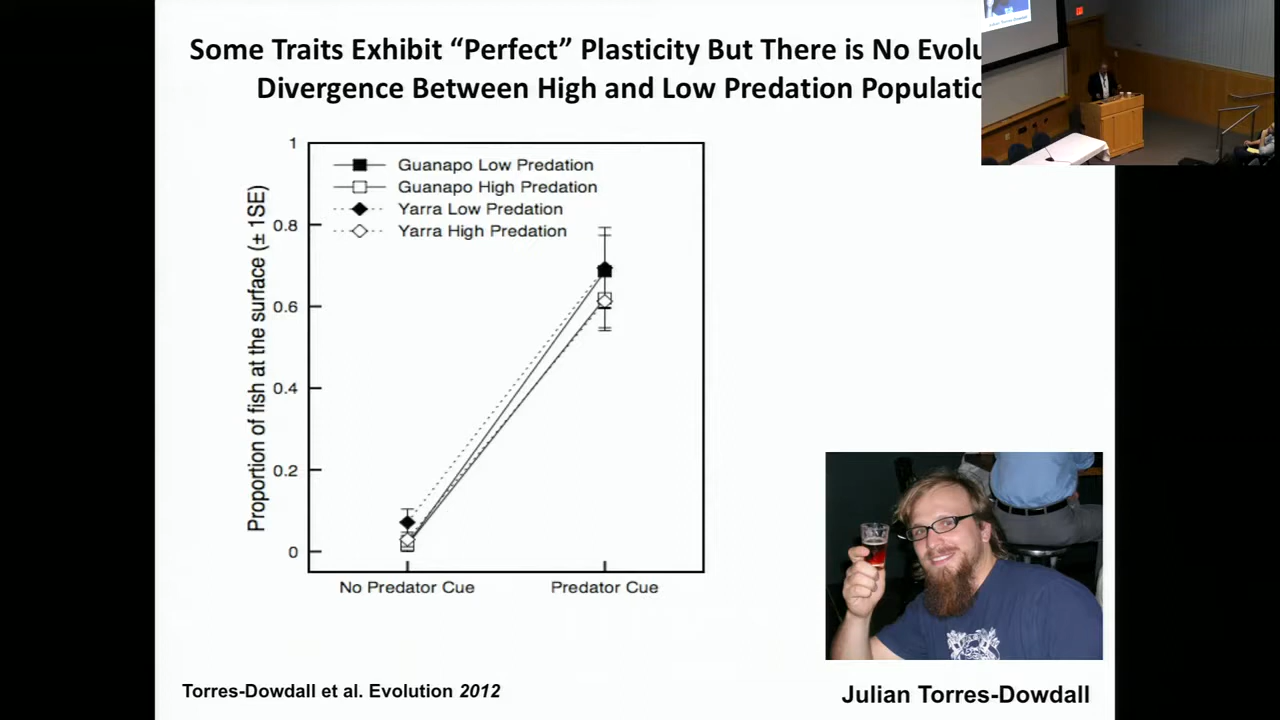 Some Traits Exhibit “Perfect” Plasticity But There is No Evolu
Divergence Between High and Low Predation Populatio
Julian Torres-Dowdall
1
0.8
0.6
0.4
0.2
0
Proportion of fish at the surface (± 1SE)
Guanapo Low Predation
Guanapo High Predation
Yarra Low Predation
Yarra High Predation
No Predator Cue
Predator Cue
Torres-Dowdall et al. Evolution 2012
Julian Torres-Dowdall